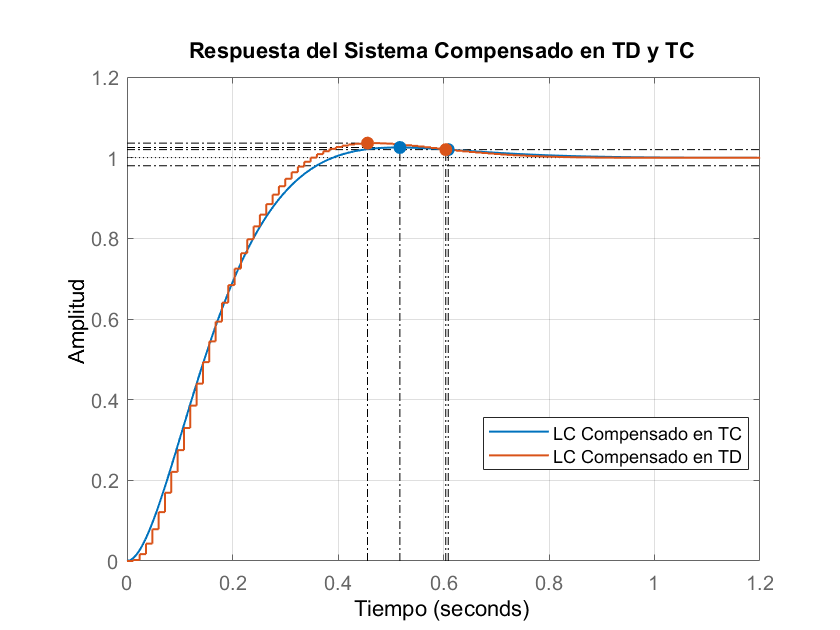 Respuesta del Sistema Compensado en TD y TC
1.2
1
0.8
0.6
0.4
0.2
0
Amplitud
LC Compensado en TC
LC Compensado en TD
0 0.2 0.4 0.6 0.8 1 1.2
Tiempo (seconds)